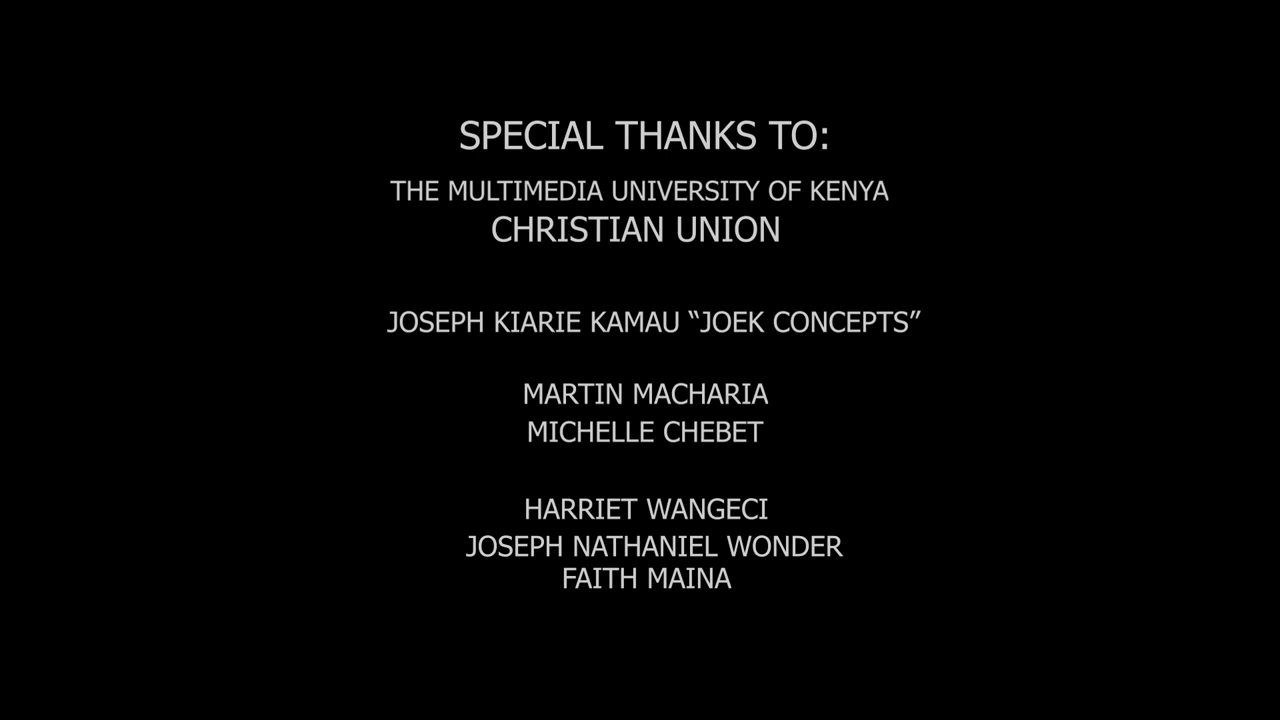 SPECIAL THANKS TO:
THE MULTIMEDIA UNIVERSITY OF KENYA
CHRISTIAN UNION
JOSEPH KIARIE KAMAU “JOEK CONCEPTS”
MARTIN MACHARIA
MICHELLE CHEBET
HARRIET WANGECI
JOSEPH NATHANIEL WONDER
FAITH MAINA